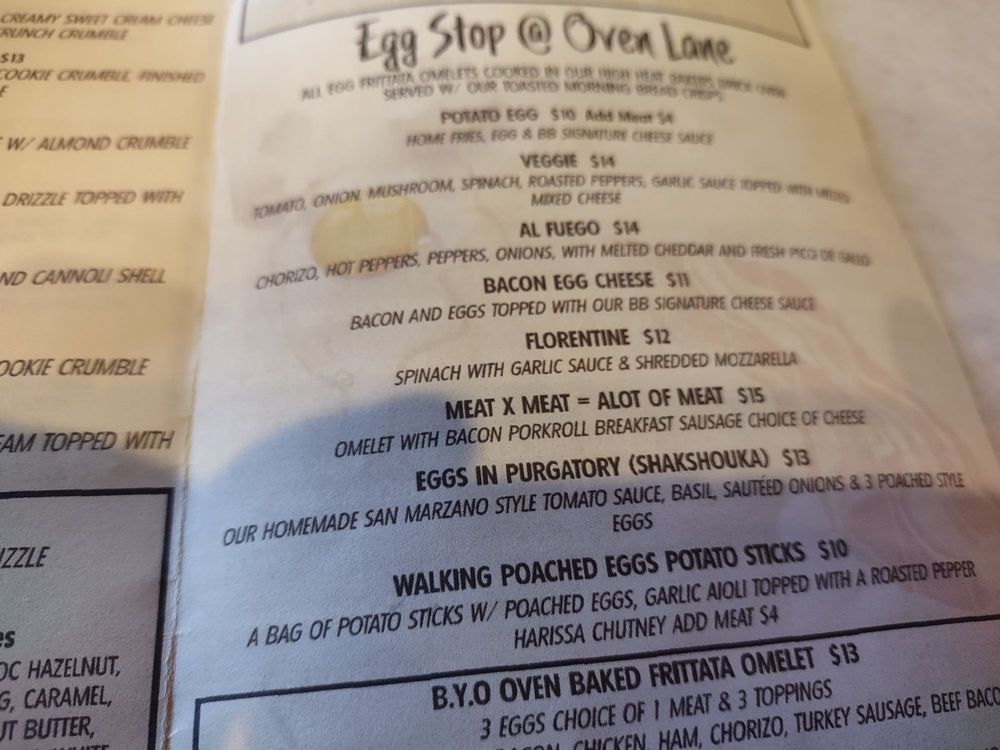 CREAMY SWEET CREAM CHEESE
CRUNCH CRUMBLE
$13
COOKIE CRUMBLE, FINISHED
W/ ALMOND CRUMBLE
DRIZZLE TOPPED WITH
AND CANNOLI SHELL
COOKIE CRUMBLE
TOPPED WITH
HAZELNUT,
CARAMEL,
BUTTER,
Egg Stop @ Oven Lane
ALL EGG FRITTATA OMELETS COOKED IN OUR HIGH HEAT BAKERS BRICK OVEN
SERVED W/ OUR TOASTED MORNING BREAD CRISPS
POTATO EGG $10 Add Meat $4
HOME FRIES, EGG & BB SIGNATURE CHEESE SAUCE
VEGGIE $14
TOMATO, ONION, MUSHROOM, SPINACH, ROASTED PEPPERS, GARLIC SAUCE TOPPED WITH MELTED
MIXED CHEESE
AL FUEGO $14
CHORIZO, HOT PEPPERS, PEPPERS, ONIONS, WITH MELTED CHEDDAR AND FRESH PICO DE GALLO
BACON EGG CHEESE $11
BACON AND EGGS TOPPED WITH OUR BB SIGNATURE CHEESE SAUCE
FLORENTINE $12
SPINACH WITH GARLIC SAUCE & SHREDDED MOZZARELLA
MEAT X MEAT = ALOT OF MEAT $15
OMELET WITH BACON PORKROLL BREAKFAST SAUSAGE CHOICE OF CHEESE
EGGS IN PURGATORY (SHAKSHOUKA) $13
OUR HOMEMADE SAN MARZANO STYLE TOMATO SAUCE, BASIL, SAUTÉED ONIONS & 3 POACHED STYLE
EGGS
WALKING POACHED EGGS POTATO STICKS $10
A BAG OF POTATO STICKS W/ POACHED EGGS, GARLIC AIOLI TOPPED WITH A ROASTED PEPPER
HARISSA CHUTNEY ADD MEAT $4
B.Y.O OVEN BAKED FRITTATA OMELET $13
3 EGGS CHOICE OF 1 MEAT & 3 TOPPINGS
BACON, CHICKEN, HAM, CHORIZO, TURKEY SAUSAGE, BEEF BACO